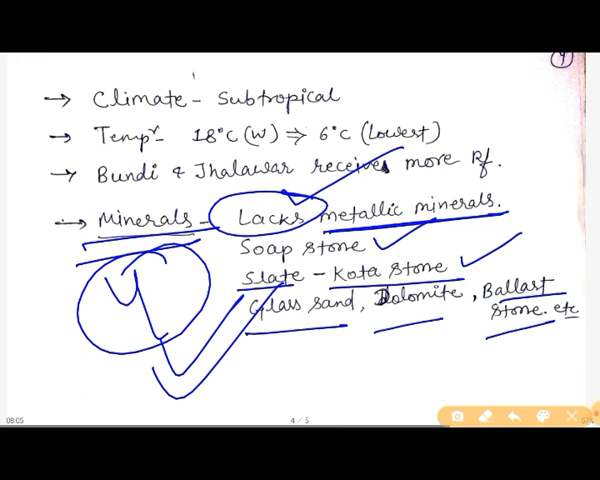 4
→ Climate - Subtropical
→ Tempr- 18°C (W) ⇒ 6°C (Lowest)
→ Bundi & Jhalawar receives more Rf.
→ Minerals - Lacks metallic minerals.
Soap stone
Slate - Kota stone
Glass sand, Dolomite, Ballast
stone. etc
08:05
4 / 5